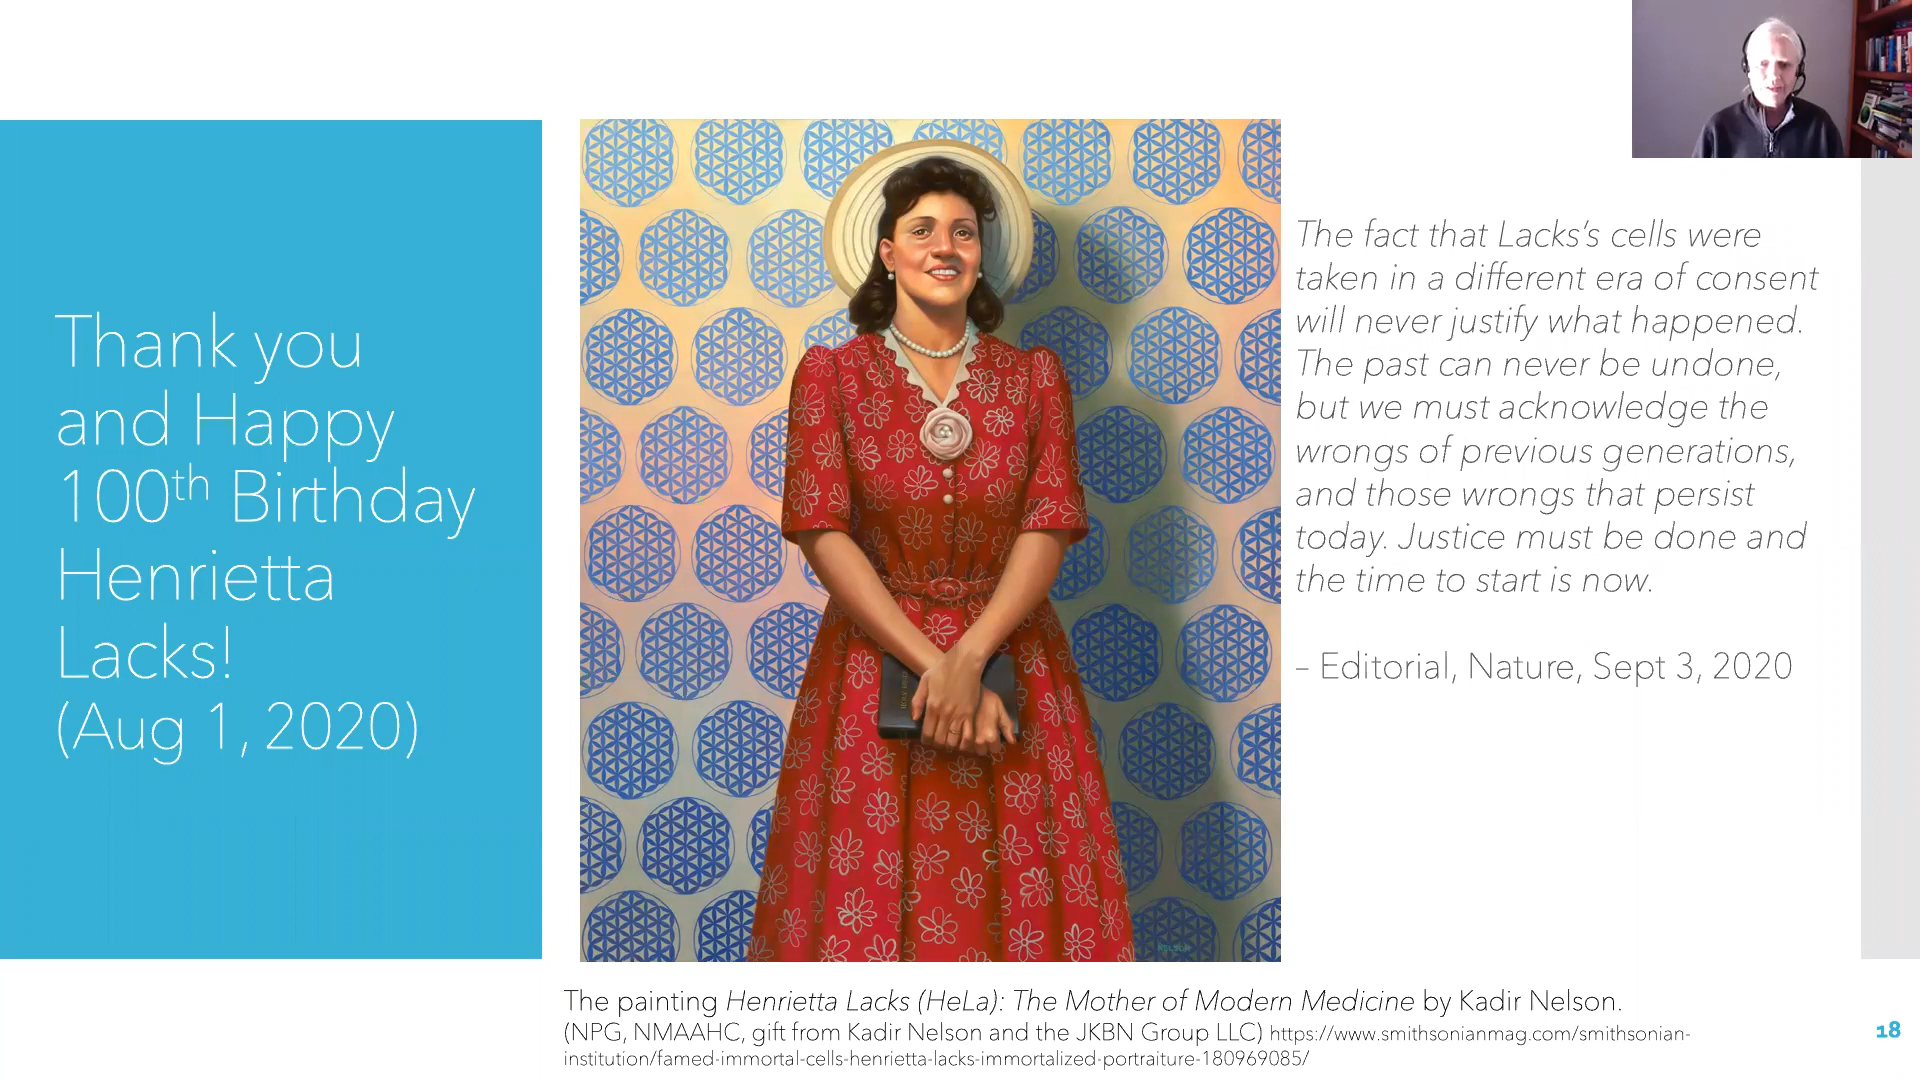 Thank you
and Happy
100th Birthday
Henrietta
Lacks!
(Aug 1, 2020)
The fact that Lacks's cells were
taken in a different era of consent
will never justify what happened.
The past can never be undone,
but we must acknowledge the
wrongs of previous generations,
and those wrongs that persist
today. Justice must be done and
the time to start is now.
– Editorial, Nature, Sept 3, 2020
NELSON
The painting Henrietta Lacks (HeLa): The Mother of Modern Medicine by Kadir Nelson.
(NPG, NMAAHC, gift from Kadir Nelson and the JKBN Group LLC) https://www.smithsonianmag.com/smithsonian-
institution/famed-immortal-cells-henrietta-lacks-immortalized-portraiture-180969085/
18